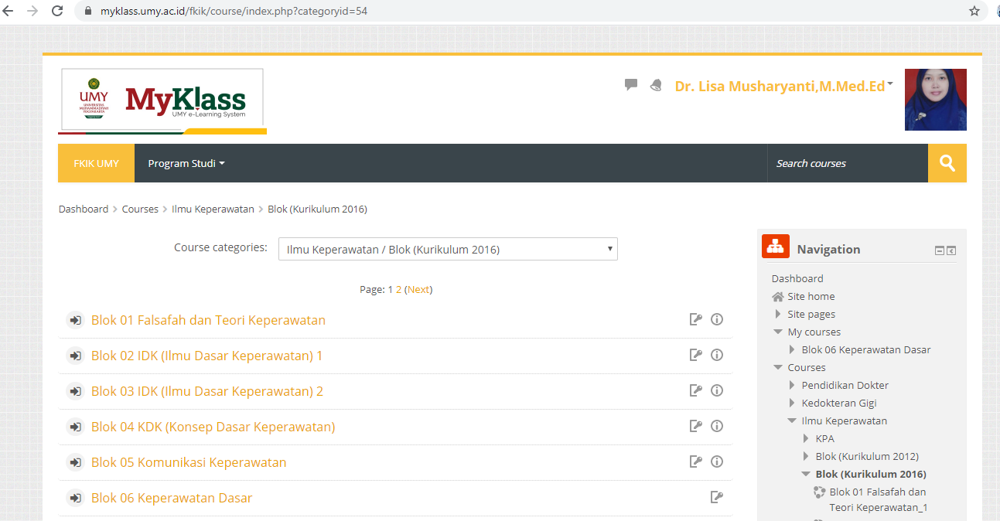 myklass.umy.ac.id/fkik/course/index.php?categoryid=54
UMY
UNIVERSITAS
MUHAMMADIYAH
YOGYAKARTA
MyKlass
UMY e-Learning System
Dr. Lisa Musharyanti,M.Med.Ed
FKIK UMY
Program Studi
Search courses
Dashboard > Courses > Ilmu Keperawatan > Blok (Kurikulum 2016)
Course categories:
Ilmu Keperawatan / Blok (Kurikulum 2016)
Page: 1 2 (Next)
Blok 01 Falsafah dan Teori Keperawatan
Blok 02 IDK (Ilmu Dasar Keperawatan) 1
Blok 03 IDK (Ilmu Dasar Keperawatan) 2
Blok 04 KDK (Konsep Dasar Keperawatan)
Blok 05 Komunikasi Keperawatan
Blok 06 Keperawatan Dasar
Navigation
Dashboard
Site home
Site pages
My courses
Blok 06 Keperawatan Dasar
Courses
Pendidikan Dokter
Kedokteran Gigi
Ilmu Keperawatan
KPA
Blok (Kurikulum 2012)
Blok (Kurikulum 2016)
Blok 01 Falsafah dan
Teori Keperawatan_1